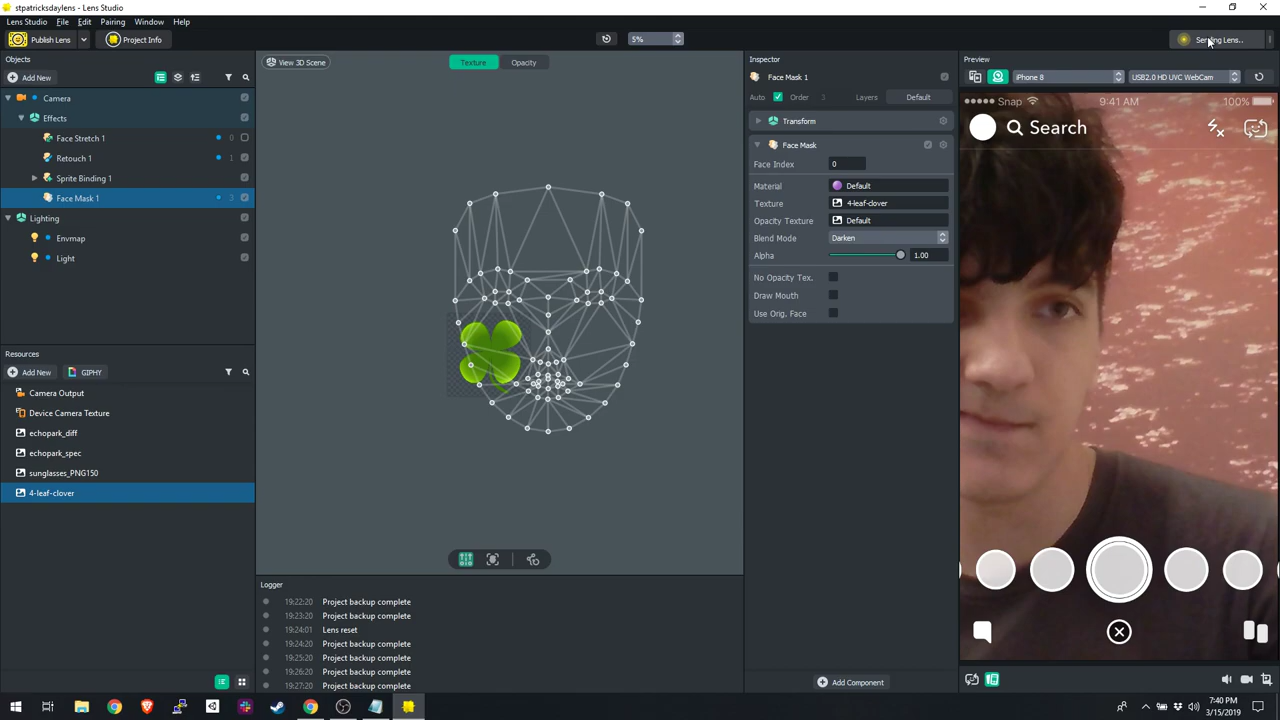 stpatricksdaylens - Lens Studio
Lens Studio File Edit Pairing Window Help
Publish Lens Project Info 5% Sending Lens..
Objects
Add New
Camera
Effects
Face Stretch 1 0
Retouch 1 1
Sprite Binding 1
Face Mask 1 3
Lighting
Envmap
Light
Resources
Add New GIPHY
Camera Output
Device Camera Texture
echopark_diff
echopark_spec
sunglasses_PNG150
4-leaf-clover
View 3D Scene Texture Opacity
Logger
19:22:20 Project backup complete
19:23:20 Project backup complete
19:24:01 Lens reset
19:24:20 Project backup complete
19:25:20 Project backup complete
19:26:20 Project backup complete
19:27:20 Project backup complete
Inspector
Face Mask 1
Auto Order 3 Layers Default
Transform
Face Mask
Face Index 0
Material Default
Texture 4-leaf-clover
Opacity Texture Default
Blend Mode Darken
Alpha 1.00
No Opacity Tex.
Draw Mouth
Use Orig. Face
Add Component
Preview
iPhone 8 USB2.0 HD UVC WebCam
Snap 9:41 AM 100%
Search
7:40 PM
3/15/2019